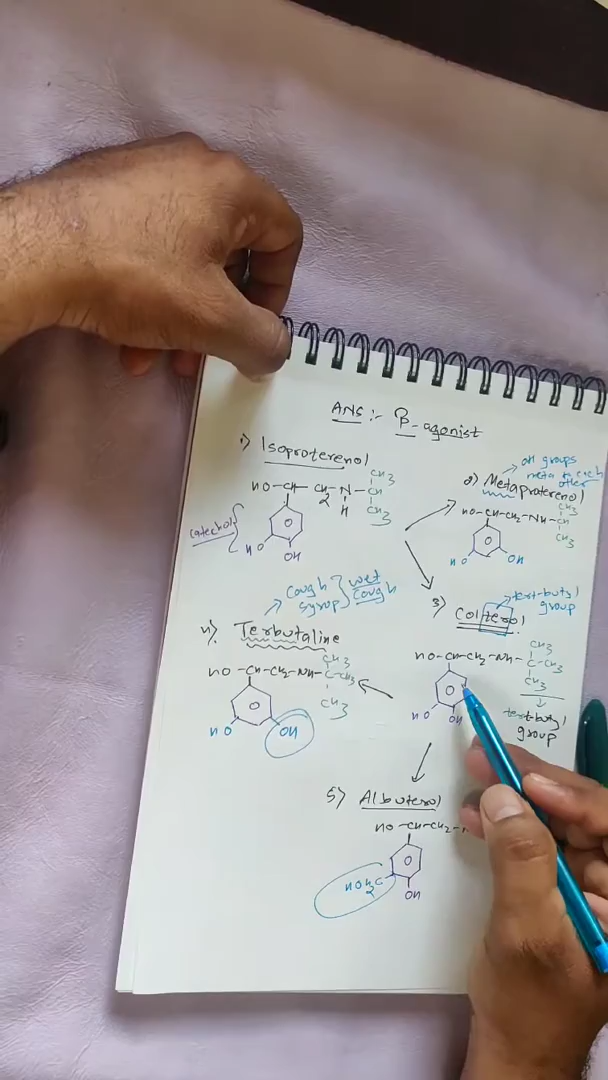 ANS :- β-agonist
1) Isoproterenol
HO-CH-CH2-N-CH
H
CH3
CH3
catechol
HO
OH
all groups
meta to each
other
2) Metaproterenol
HO-CH-CH2-NH-CH
CH3
CH3
HO
OH
tert-butyl
group
3) Colterol
HO-CH-CH2-NH-C-CH3
CH3
CH3
HO
OH
tert-butyl
group
Cough
syrup
wet
cough
4) Terbutaline
HO-CH-CH2-NH-C-CH3
CH3
CH3
HO
OH
5) Albuterol
HO-CH-CH2-
HOH2C
OH